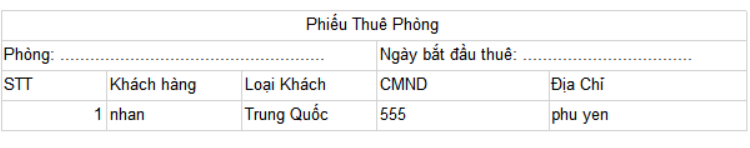 Phiếu Thuê Phòng
Phòng: ................................................... Ngày bắt đầu thuê: .................................
STT Khách hàng Loại Khách CMND Địa Chỉ
1 nhan Trung Quốc 555 phu yen